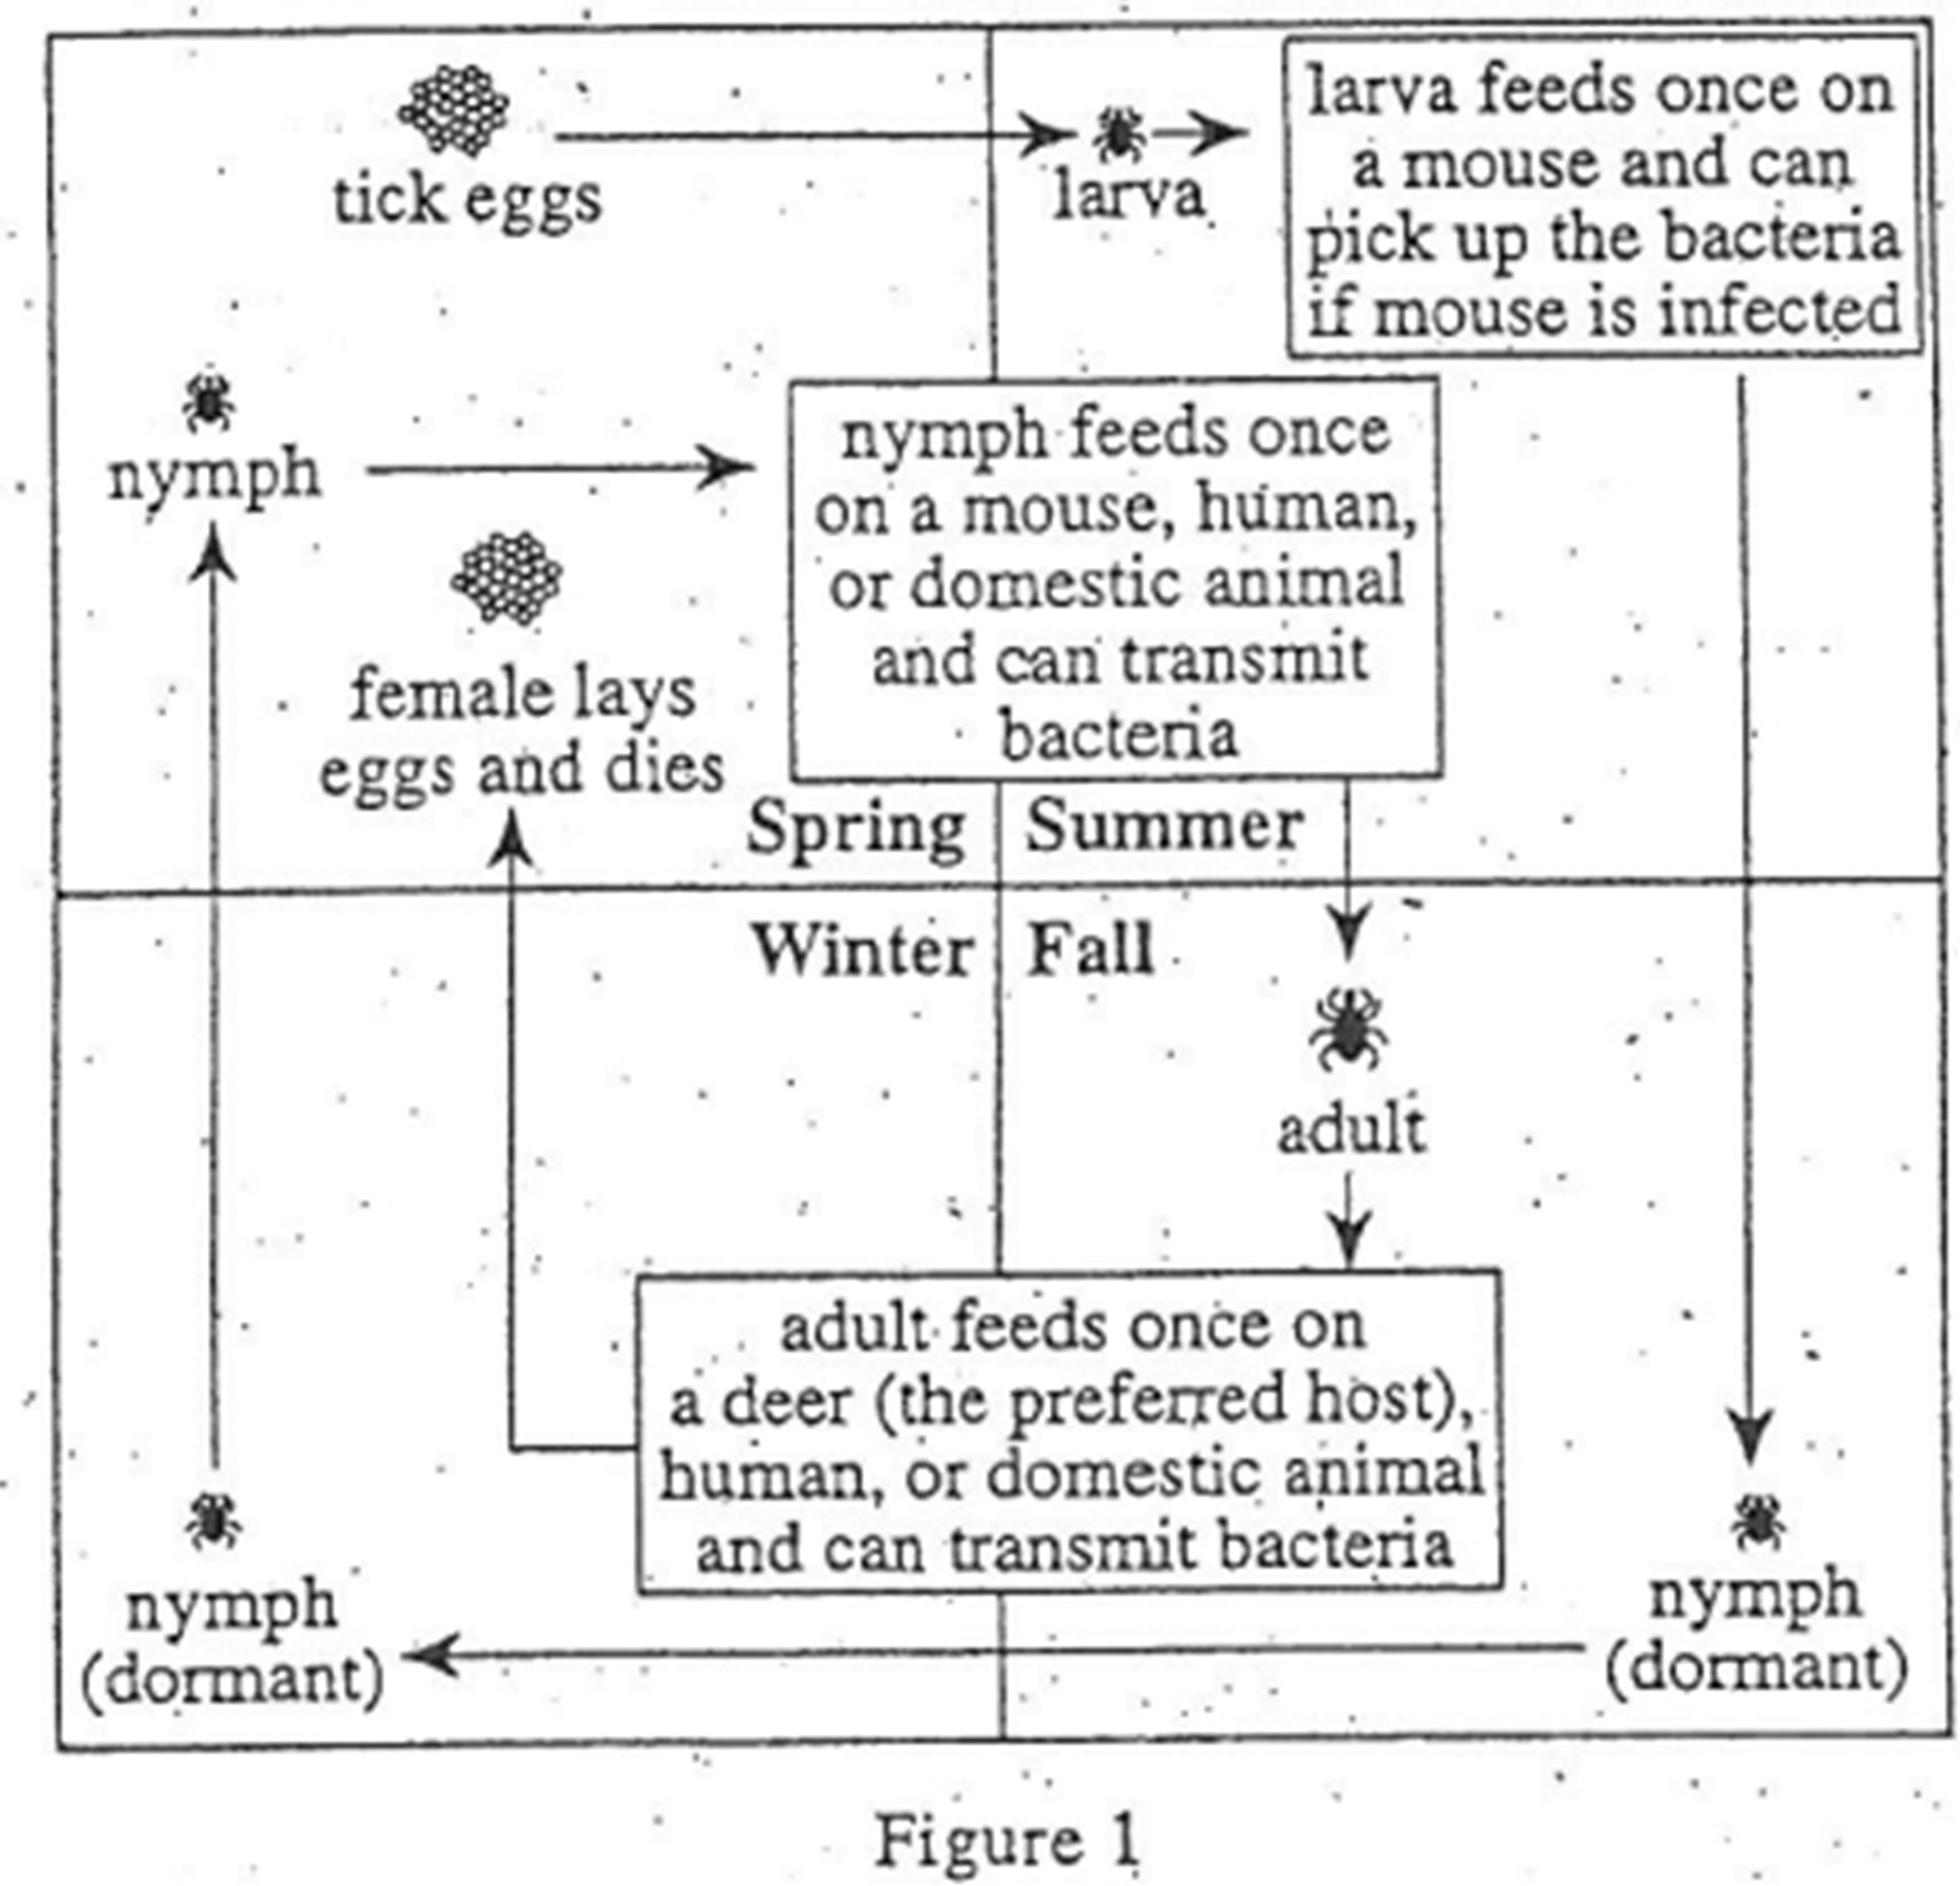 tick eggs
larva
larva feeds once on
a mouse and can
pick up the bacteria
if mouse is infected
nymph
nymph feeds once
on a mouse, human,
or domestic animal
and can transmit
bacteria
female lays
eggs and dies
Spring
Summer
Winter
Fall
adult
adult feeds once on
a deer (the preferred host),
human, or domestic animal
and can transmit bacteria
nymph
(dormant)
nymph
(dormant)
Figure 1